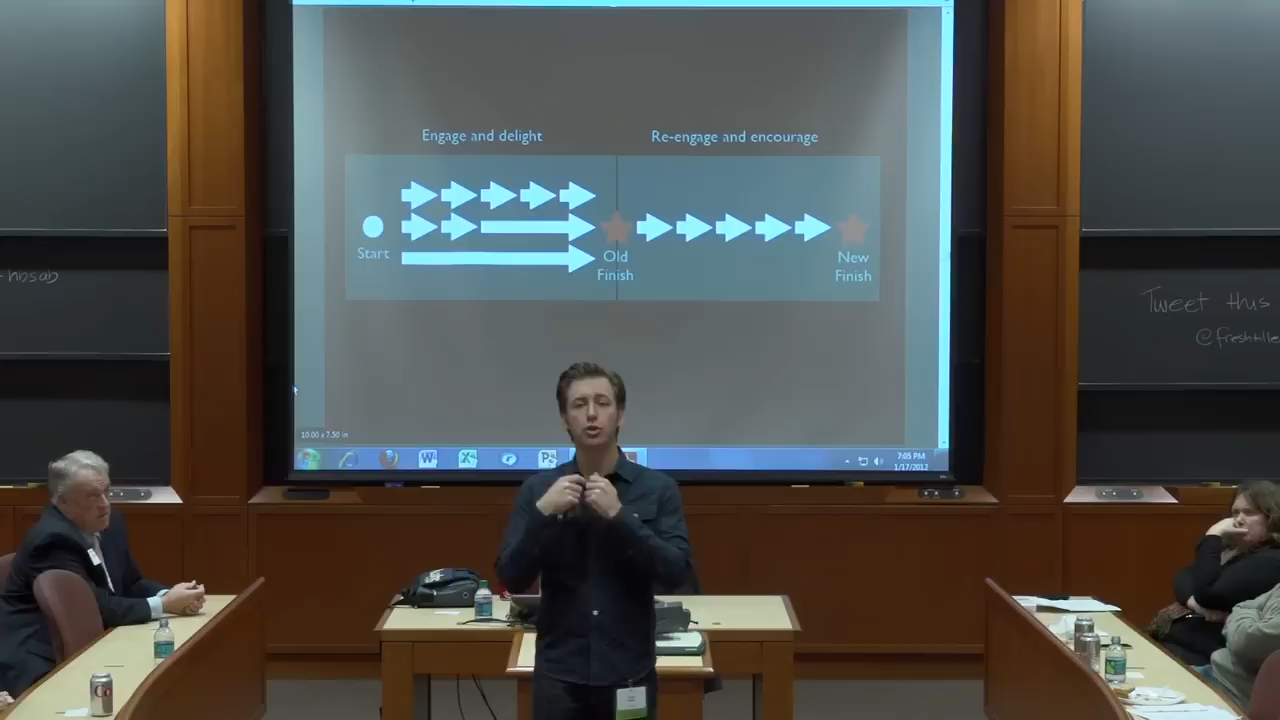 Engage and delight
Re-engage and encourage
Start
Old
Finish
New
Finish
10.00 x 7.50 in
7:05 PM
1/17/2012
hbsab
Tweet this